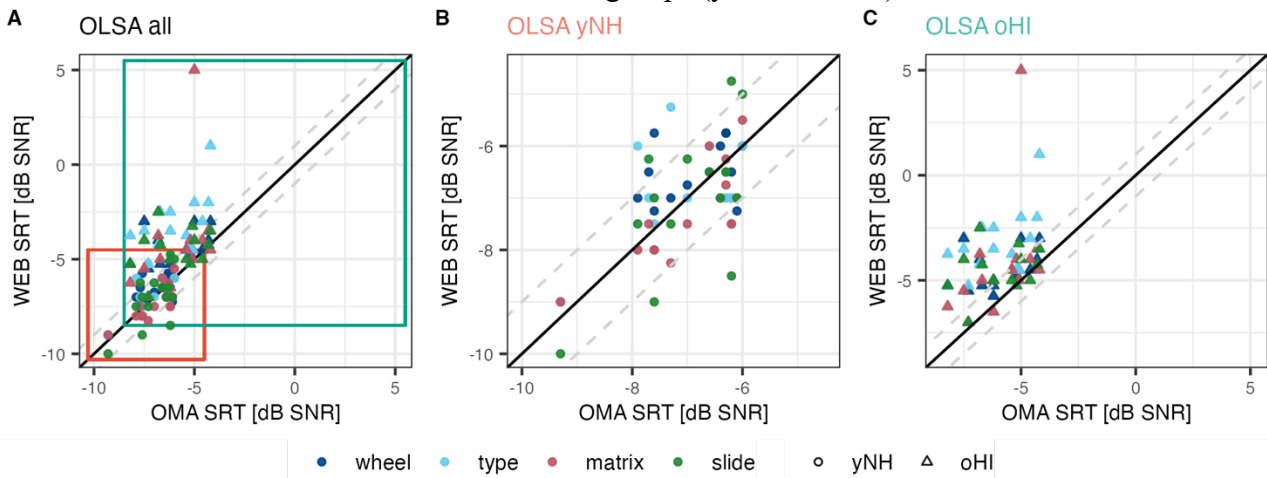 A OLSA all
B OLSA yNH
C OLSA oHI
WEB SRT [dB SNR]
5
0
-5
-10
-10 -5 0 5
OMA SRT [dB SNR]
WEB SRT [dB SNR]
-6
-8
-10
-10 -8 -6
OMA SRT [dB SNR]
WEB SRT [dB SNR]
5
0
-5
-5 0 5
OMA SRT [dB SNR]
wheel type matrix slide yNH oHI